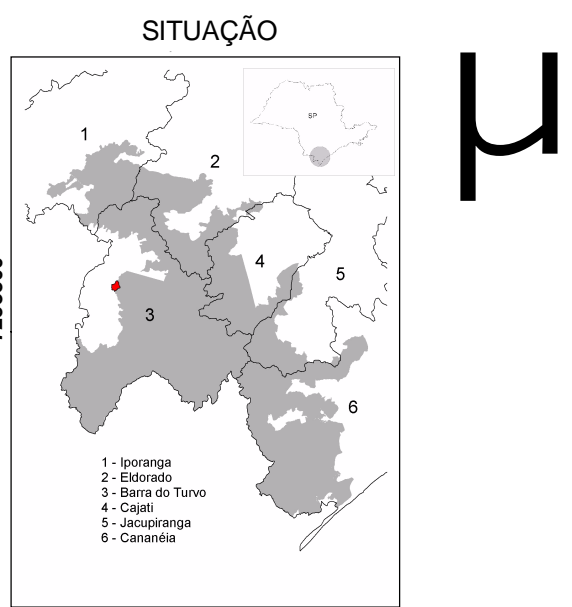 SITUAÇÃO
µ
SP
1
2
4
5
3
6
1 - Iporanga
2 - Eldorado
3 - Barra do Turvo
4 - Cajati
5 - Jacupiranga
6 - Cananéia